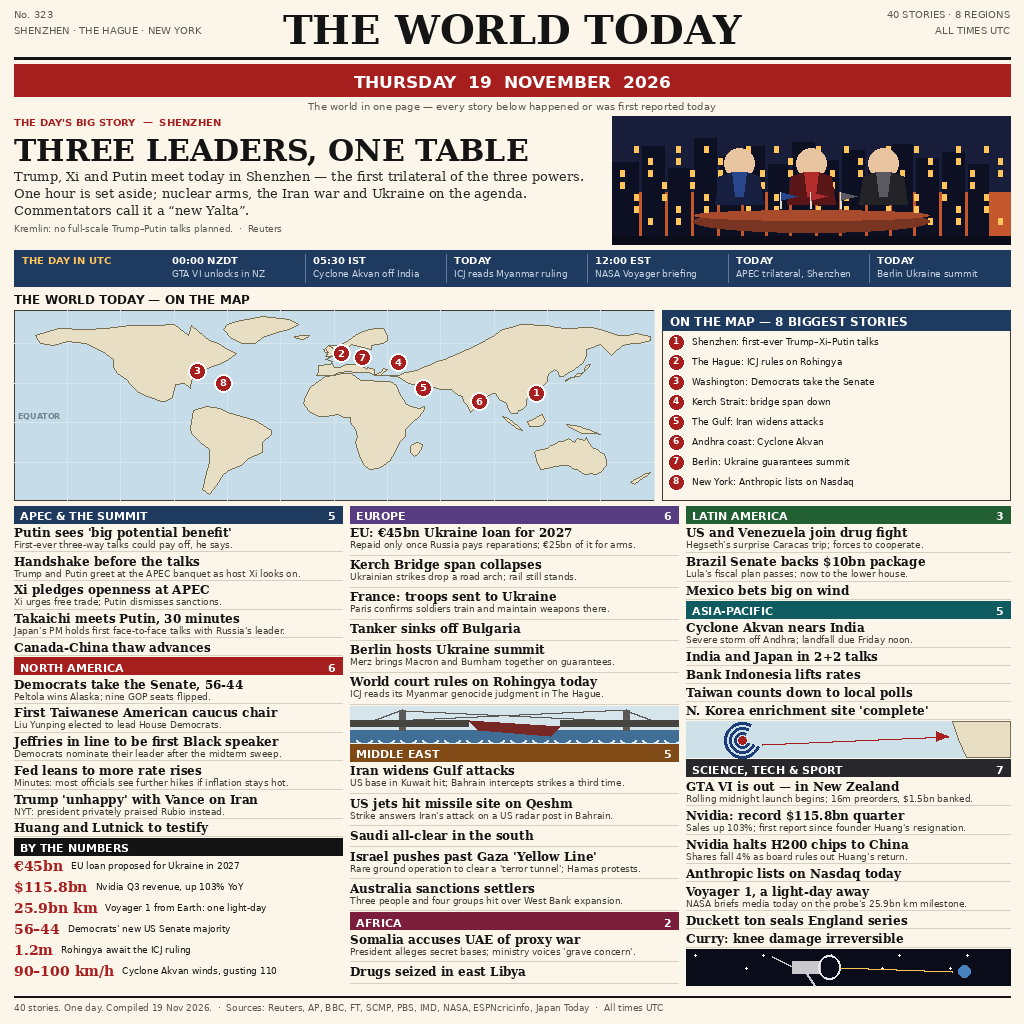 No. 323
SHENZHEN · THE HAGUE · NEW YORK
THE WORLD TODAY
40 STORIES · 8 REGIONS
ALL TIMES UTC
THURSDAY 19 NOVEMBER 2026
The world in one page — every story below happened or was first reported today
THE DAY'S BIG STORY — SHENZHEN
THREE LEADERS, ONE TABLE
Trump, Xi and Putin meet today in Shenzhen — the first trilateral of the three powers.
One hour is set aside; nuclear arms, the Iran war and Ukraine on the agenda.
Commentators call it a “new Yalta”.
Kremlin: no full-scale Trump–Putin talks planned. · Reuters
THE DAY IN UTC
00:00 NZDT
GTA VI unlocks in NZ
05:30 IST
Cyclone Akvan off India
TODAY
ICJ reads Myanmar ruling
12:00 EST
NASA Voyager briefing
TODAY
APEC trilateral, Shenzhen
TODAY
Berlin Ukraine summit
THE WORLD TODAY — ON THE MAP
EQUATOR
1
2
3
4
5
6
7
8
ON THE MAP — 8 BIGGEST STORIES
1 Shenzhen: first-ever Trump–Xi–Putin talks
2 The Hague: ICJ rules on Rohingya
3 Washington: Democrats take the Senate
4 Kerch Strait: bridge span down
5 The Gulf: Iran widens attacks
6 Andhra coast: Cyclone Akvan
7 Berlin: Ukraine guarantees summit
8 New York: Anthropic lists on Nasdaq
APEC & THE SUMMIT 5
Putin sees 'big potential benefit'
First-ever three-way talks could pay off, he says.
Handshake before the talks
Trump and Putin greet at the APEC banquet as host Xi looks on.
Xi pledges openness at APEC
Xi urges free trade; Putin dismisses sanctions.
Takaichi meets Putin, 30 minutes
Japan's PM holds first face-to-face talks with Russia's leader.
Canada-China thaw advances
NORTH AMERICA 6
Democrats take the Senate, 56-44
Peltola wins Alaska; nine GOP seats flipped.
First Taiwanese American caucus chair
Liu Yunping elected to lead House Democrats.
Jeffries in line to be first Black speaker
Democrats nominate their leader after the midterm sweep.
Fed leans to more rate rises
Minutes: most officials see further hikes if inflation stays hot.
Trump 'unhappy' with Vance on Iran
NYT: president privately praised Rubio instead.
Huang and Lutnick to testify
BY THE NUMBERS
€45bn EU loan proposed for Ukraine in 2027
$115.8bn Nvidia Q3 revenue, up 103% YoY
25.9bn km Voyager 1 from Earth: one light-day
56–44 Democrats' new US Senate majority
1.2m Rohingya await the ICJ ruling
90–100 km/h Cyclone Akvan winds, gusting 110
EUROPE 6
EU: €45bn Ukraine loan for 2027
Repaid only once Russia pays reparations; €25bn of it for arms.
Kerch Bridge span collapses
Ukrainian strikes drop a road arch; rail still stands.
France: troops sent to Ukraine
Paris confirms soldiers train and maintain weapons there.
Tanker sinks off Bulgaria
Berlin hosts Ukraine summit
Merz brings Macron and Burnham together on guarantees.
World court rules on Rohingya today
ICJ reads its Myanmar genocide judgment in The Hague.
MIDDLE EAST 5
Iran widens Gulf attacks
US base in Kuwait hit; Bahrain intercepts strikes a third time.
US jets hit missile site on Qeshm
Strike answers Iran's attack on a US radar post in Bahrain.
Saudi all-clear in the south
Israel pushes past Gaza 'Yellow Line'
Rare ground operation to clear a 'terror tunnel'; Hamas protests.
Australia sanctions settlers
Three people and four groups hit over West Bank expansion.
AFRICA 2
Somalia accuses UAE of proxy war
President alleges secret bases; ministry voices 'grave concern'.
Drugs seized in east Libya
LATIN AMERICA 3
US and Venezuela join drug fight
Hegseth's surprise Caracas trip; forces to cooperate.
Brazil Senate backs $10bn package
Lula's fiscal plan passes; now to the lower house.
Mexico bets big on wind
ASIA-PACIFIC 5
Cyclone Akvan nears India
Severe storm off Andhra; landfall due Friday noon.
India and Japan in 2+2 talks
Bank Indonesia lifts rates
Taiwan counts down to local polls
N. Korea enrichment site 'complete'
SCIENCE, TECH & SPORT 7
GTA VI is out — in New Zealand
Rolling midnight launch begins; 16m preorders, $1.5bn banked.
Nvidia: record $115.8bn quarter
Sales up 103%; first report since founder Huang's resignation.
Nvidia halts H200 chips to China
Shares fall 4% as board rules out Huang's return.
Anthropic lists on Nasdaq today
Voyager 1, a light-day away
NASA briefs media today on the probe's 25.9bn km milestone.
Duckett ton seals England series
Curry: knee damage irreversible
40 stories. One day. Compiled 19 Nov 2026. · Sources: Reuters, AP, BBC, FT, SCMP, PBS, IMD, NASA, ESPNcricinfo, Japan Today · All times UTC